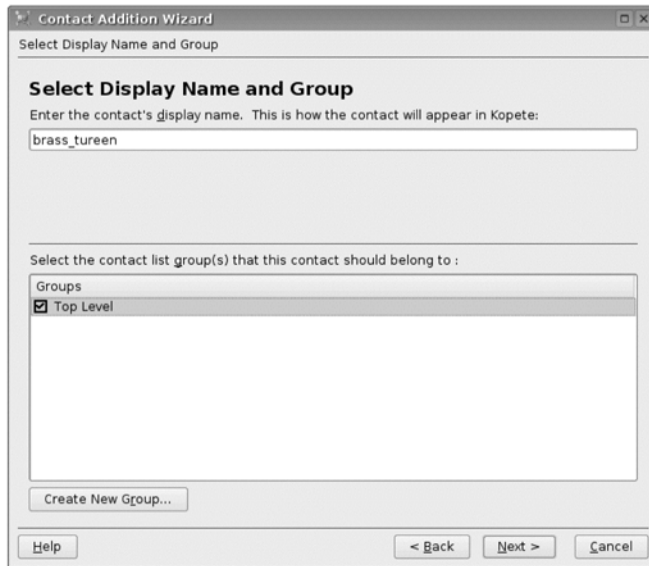 Contact Addition Wizard
Select Display Name and Group
Select Display Name and Group
Enter the contact's display name. This is how the contact will appear in Kopete:
brass_tureen
Select the contact list group(s) that this contact should belong to :
Groups
Top Level
Create New Group...
Help
< Back
Next >
Cancel